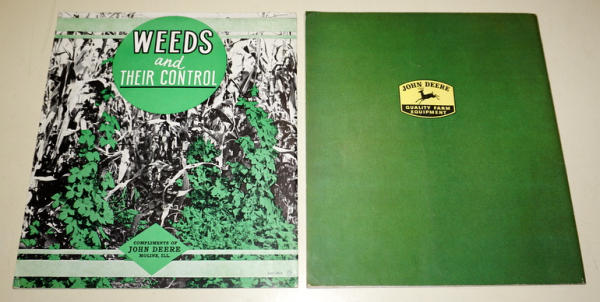 WEEDS
and
THEIR CONTROL
COMPLIMENTS OF
JOHN DEERE
MOLINE, ILL.
JOHN DEERE
QUALITY FARM
EQUIPMENT